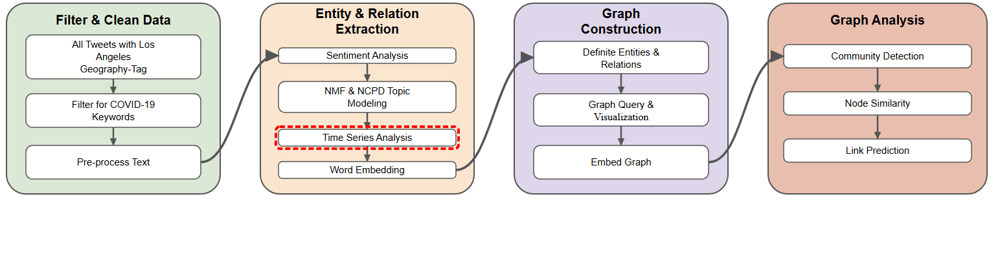 Filter & Clean Data
All Tweets with Los
Angeles
Geography-Tag
Filter for COVID-19
Keywords
Pre-process Text
Entity & Relation
Extraction
Sentiment Analysis
NMF & NCPD Topic
Modeling
Time Series Analysis
Word Embedding
Graph
Construction
Definite Entities &
Relations
Graph Query &
Visualization
Embed Graph
Graph Analysis
Community Detection
Node Similarity
Link Prediction